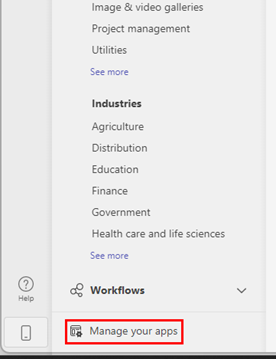 Image & video galleries
Project management
Utilities
See more
Industries
Agriculture
Distribution
Education
Finance
Government
Health care and life sciences
See more
Workflows
Help
Manage your apps